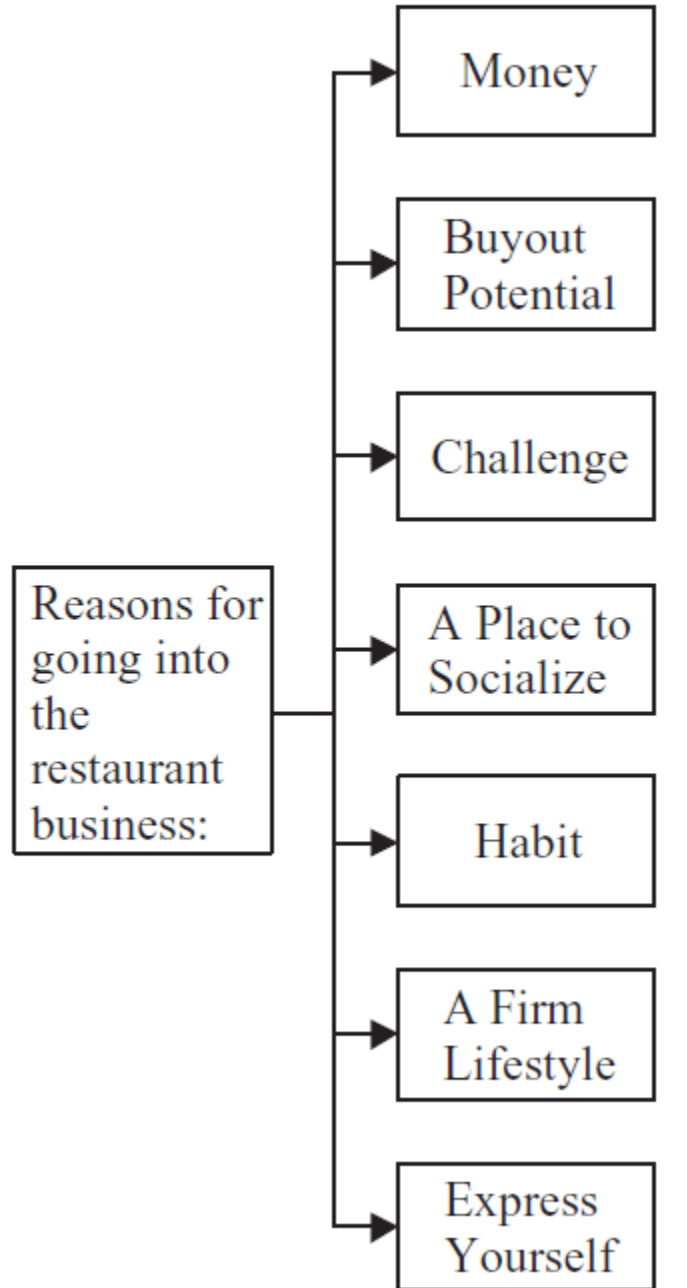 Money
Buyout
Potential
Challenge
Reasons for
going into
the
restaurant
business:
A Place to
Socialize
Habit
A Firm
Lifestyle
Express
Yourself